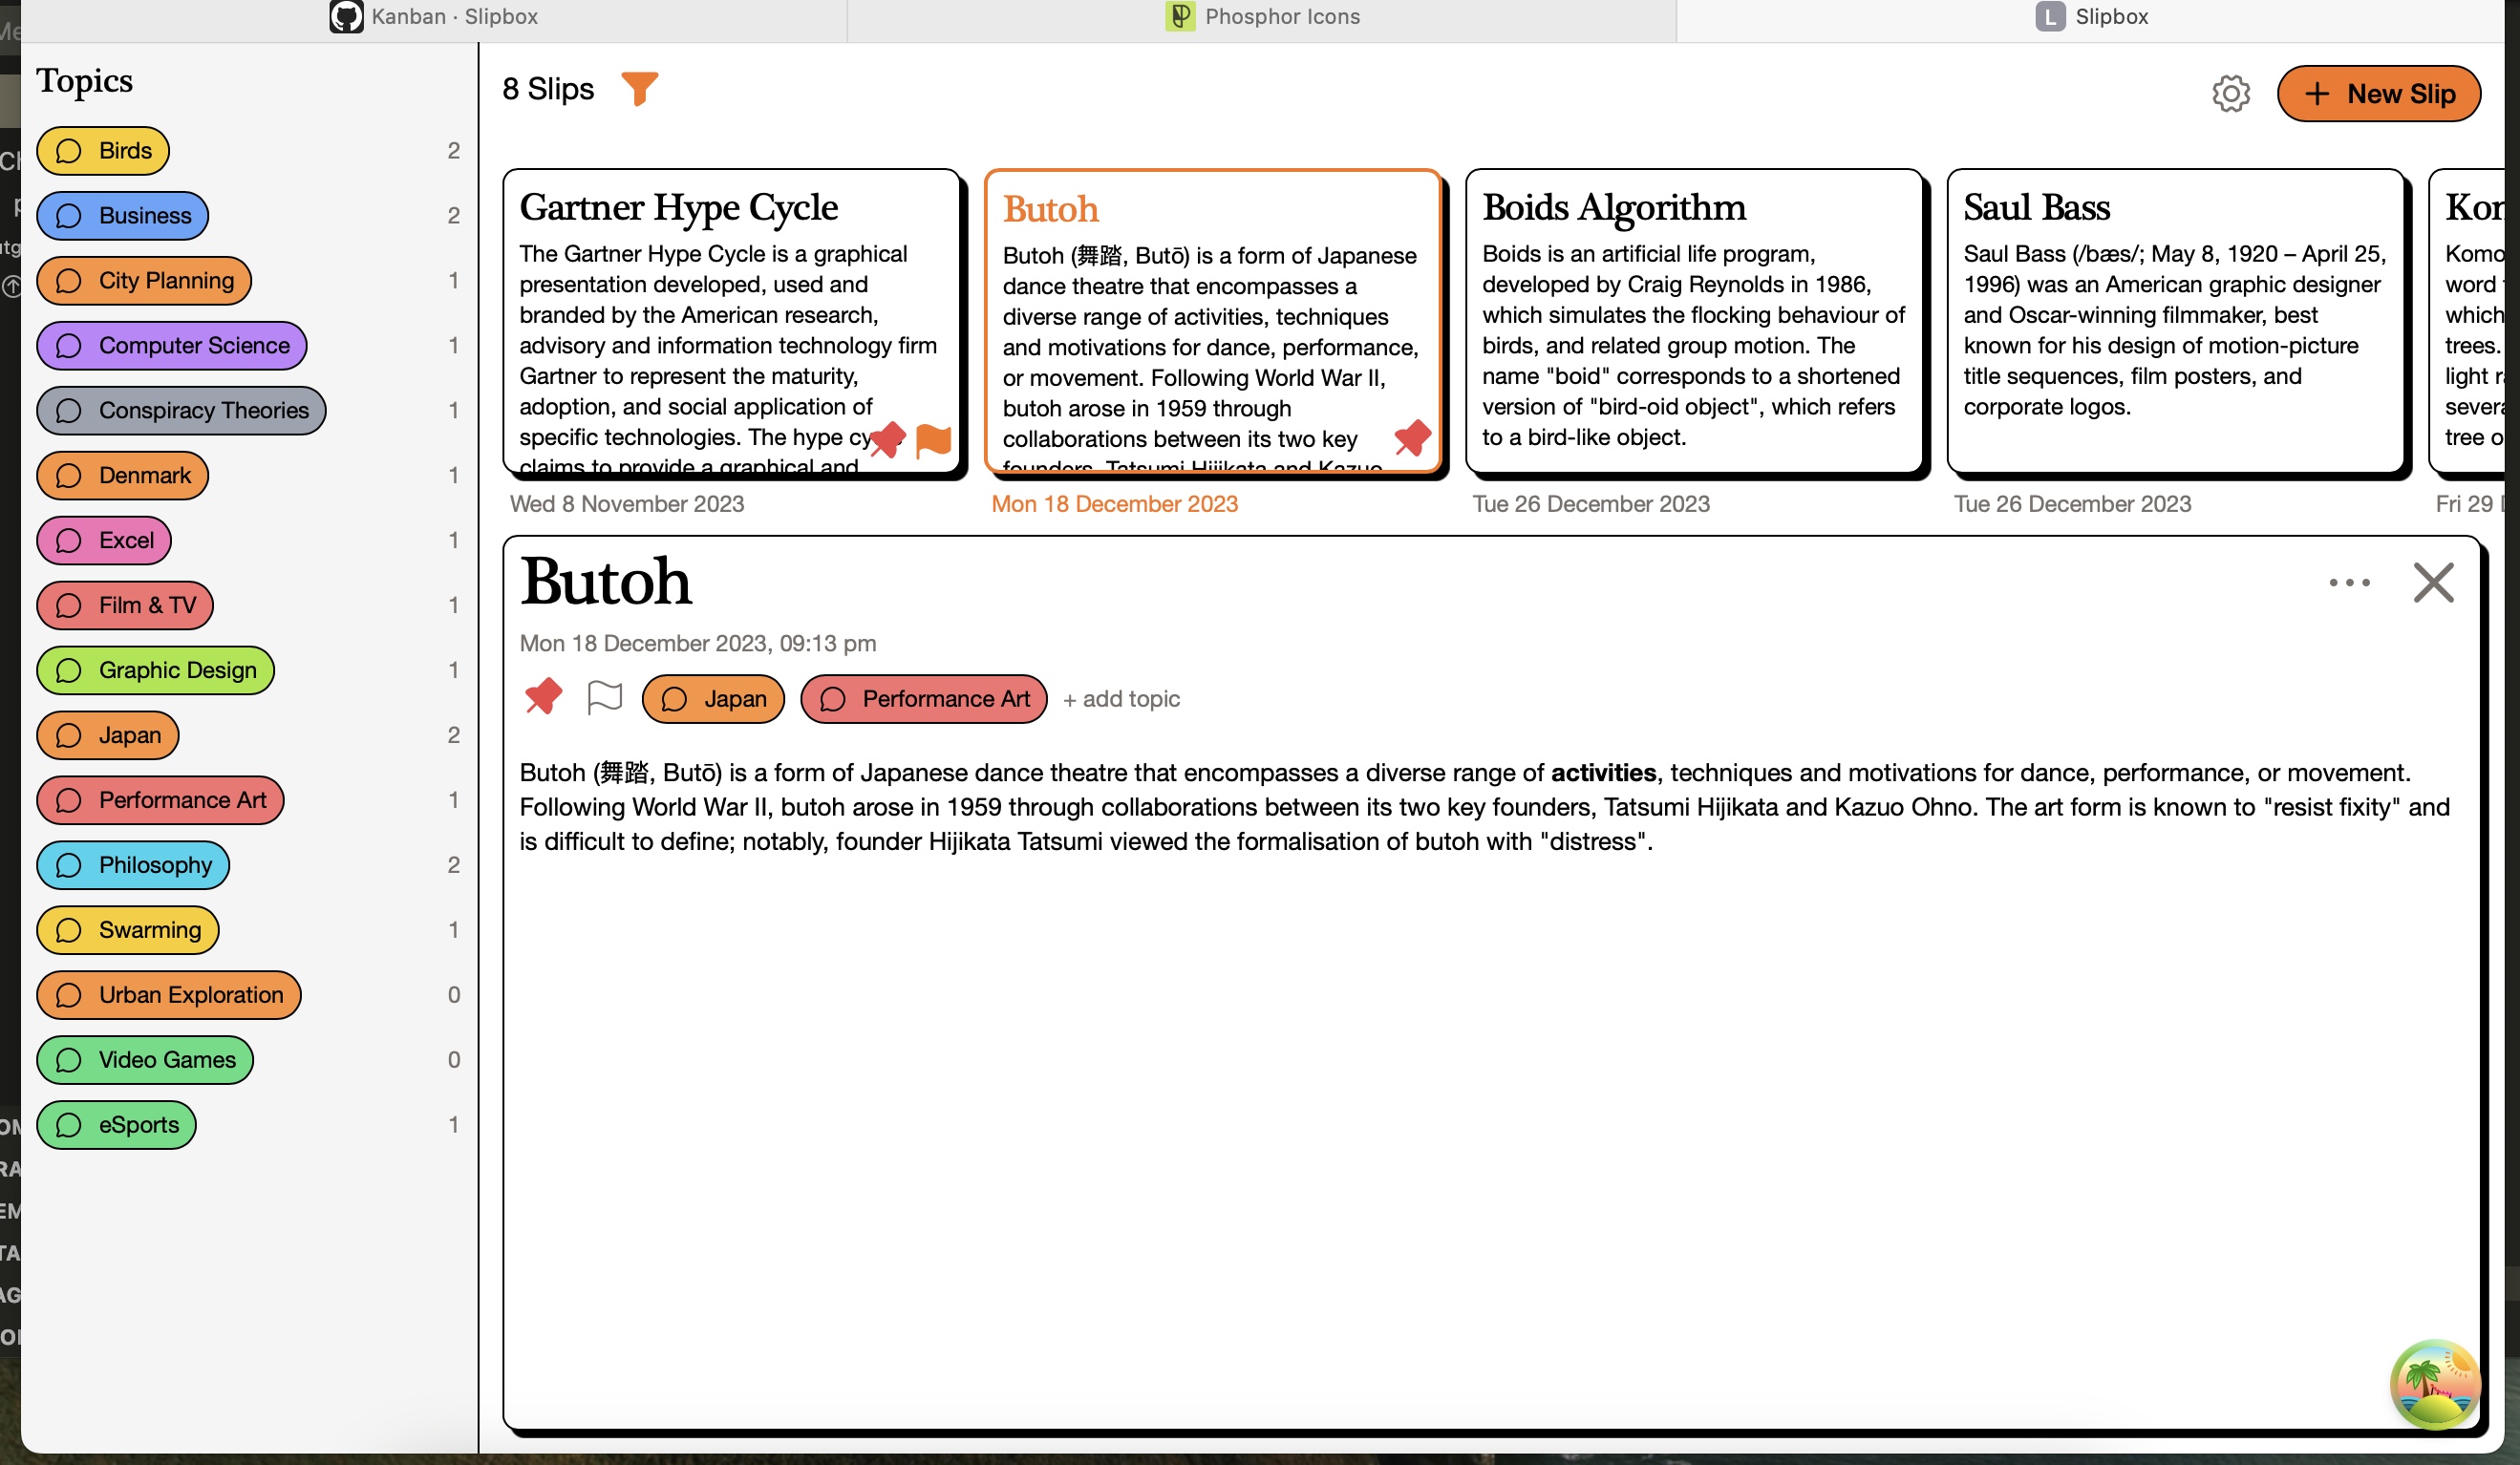 Kanban · Slipbox
Phosphor Icons
L
Slipbox
Topics
Birds 2
Business 2
City Planning 1
Computer Science 1
Conspiracy Theories 1
Denmark 1
Excel 1
Film & TV 1
Graphic Design 1
Japan 2
Performance Art 1
Philosophy 2
Swarming 1
Urban Exploration 0
Video Games 0
eSports 1
8 Slips
+ New Slip
Gartner Hype Cycle
The Gartner Hype Cycle is a graphical
presentation developed, used and
branded by the American research,
advisory and information technology firm
Gartner to represent the maturity,
adoption, and social application of
specific technologies. The hype
claims to provide a graphical and
Wed 8 November 2023
Butoh
Butoh (舞踏, Butō) is a form of Japanese
dance theatre that encompasses a
diverse range of activities, techniques
and motivations for dance, performance,
or movement. Following World War II,
butoh arose in 1959 through
collaborations between its two key
founders, Tatsumi Hijikata and Kazuo
Mon 18 December 2023
Boids Algorithm
Boids is an artificial life program,
developed by Craig Reynolds in 1986,
which simulates the flocking behaviour of
birds, and related group motion. The
name "boid" corresponds to a shortened
version of "bird-oid object", which refers
to a bird-like object.
Tue 26 December 2023
Saul Bass
Saul Bass (/bæs/; May 8, 1920 – April 25,
1996) was an American graphic designer
and Oscar-winning filmmaker, best
known for his design of motion-picture
title sequences, film posters, and
corporate logos.
Tue 26 December 2023
word
which
trees.
light
tree
Fri 29
Butoh
Mon 18 December 2023, 09:13 pm
Japan
Performance Art
+ add topic
Butoh (舞踏, Butō) is a form of Japanese dance theatre that encompasses a diverse range of activities, techniques and motivations for dance, performance, or movement.
Following World War II, butoh arose in 1959 through collaborations between its two key founders, Tatsumi Hijikata and Kazuo Ohno. The art form is known to "resist fixity" and
is difficult to define; notably, founder Hijikata Tatsumi viewed the formalisation of butoh with "distress".